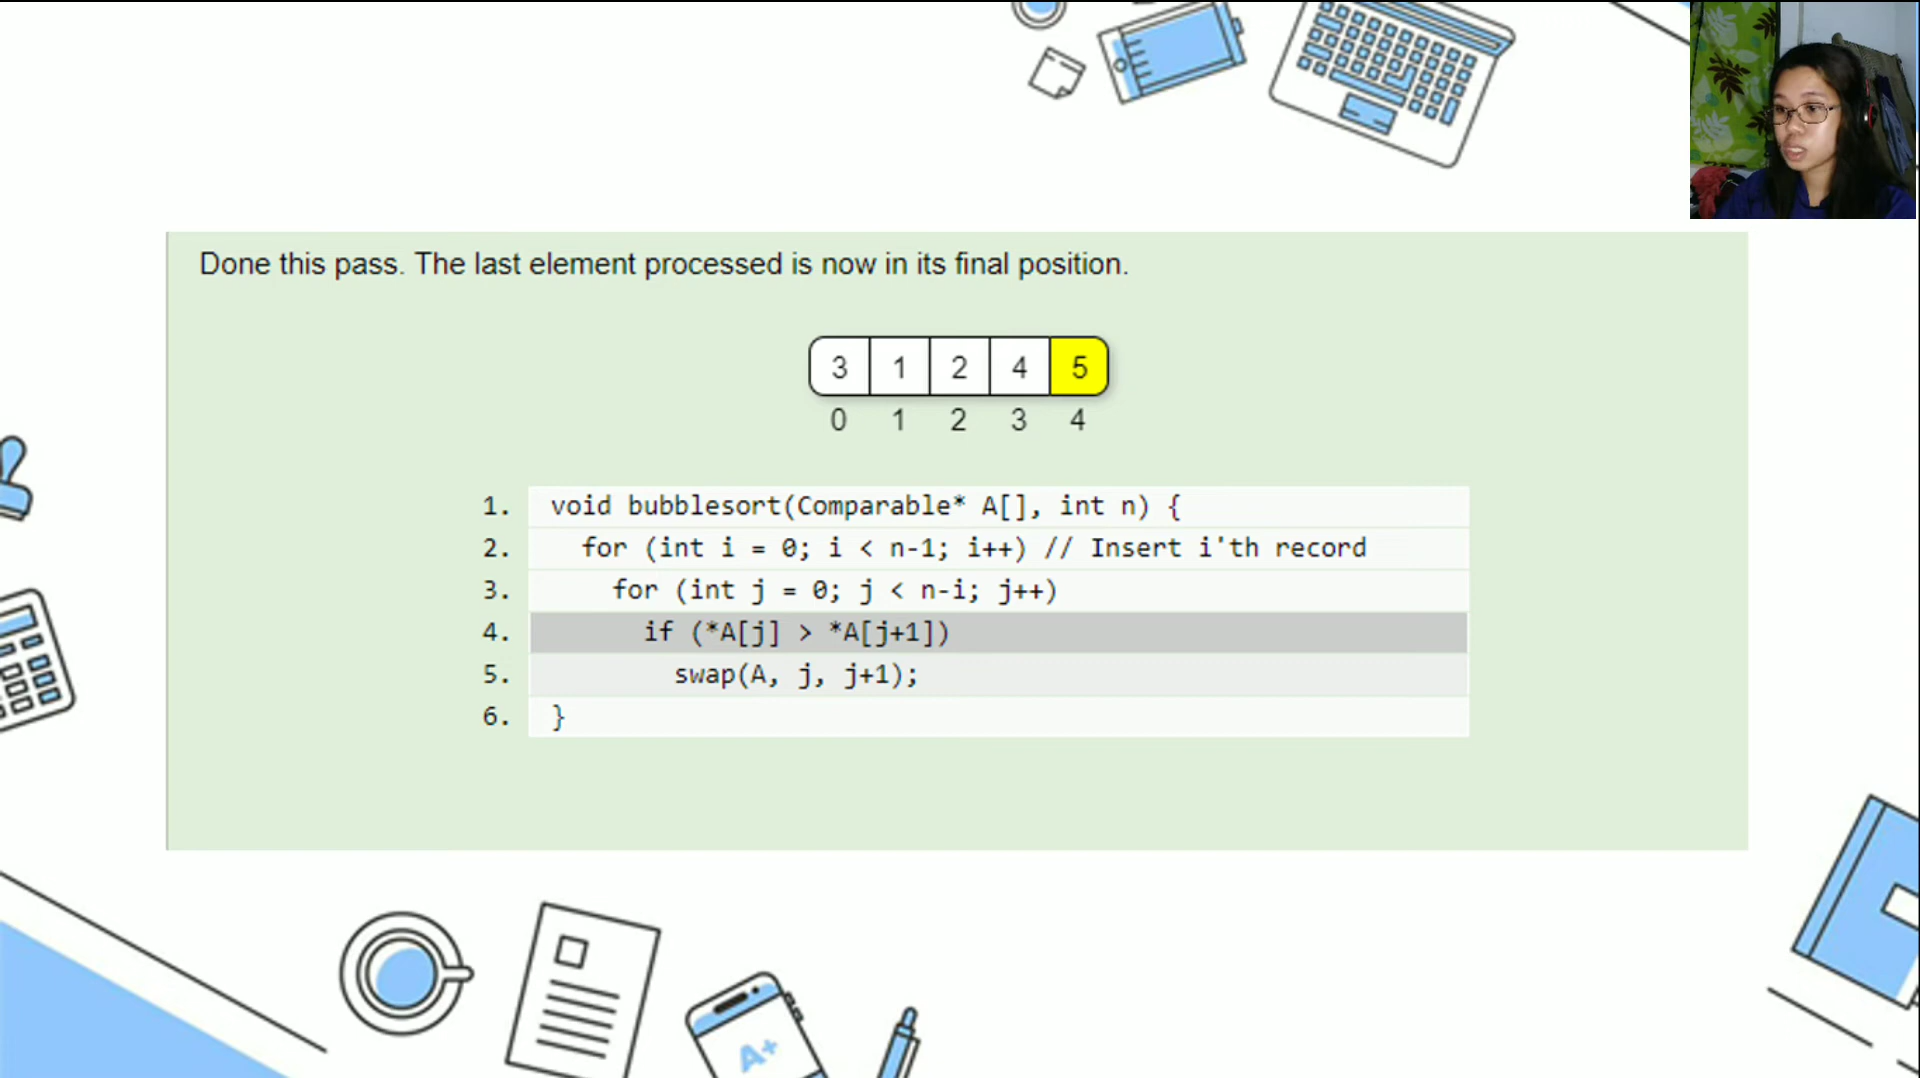 Done this pass. The last element processed is now in its final position.
3 1 2 4 5
0 1 2 3 4
1. void bubblesort(Comparable* A[], int n) {
2. for (int i = 0; i < n-1; i++) // Insert i'th record
3. for (int j = 0; j < n-i; j++)
4. if (*A[j] > *A[j+1])
5. swap(A, j, j+1);
6. }
A+